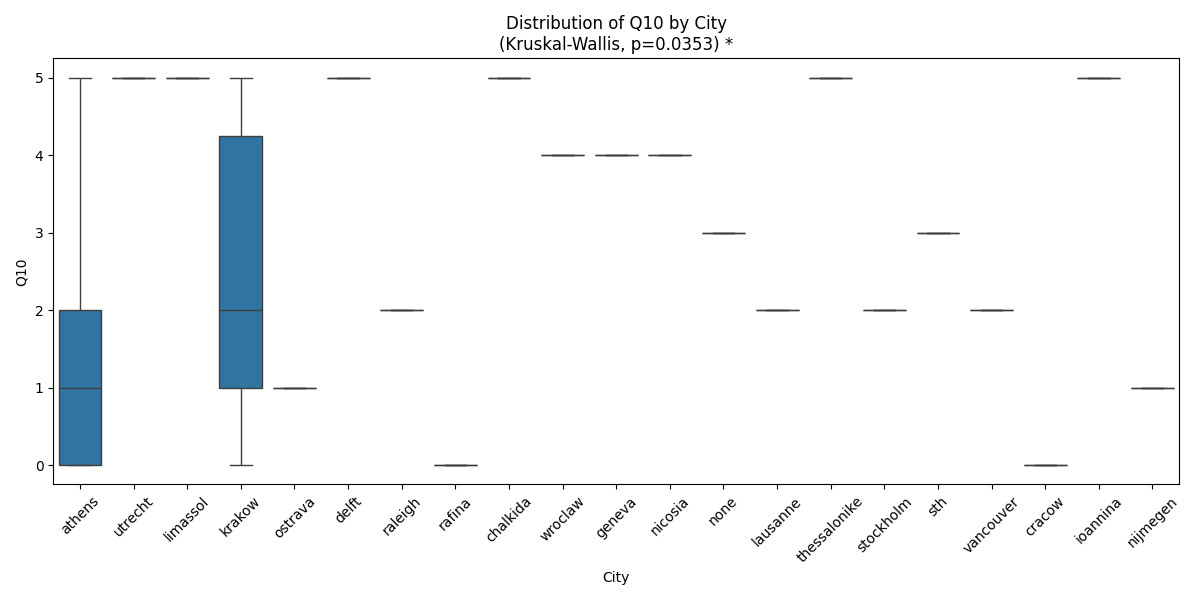 Distribution of Q10 by City
(Kruskal-Wallis, p=0.0353) *
Q10
5
4
3
2
1
0
athens
utrecht
limassol
krakow
ostrava
delft
raleigh
rafina
chalkida
wroclaw
geneva
nicosia
none
lausanne
thessalonike
stockholm
sth
vancouver
cracow
ioannina
nijmegen
City